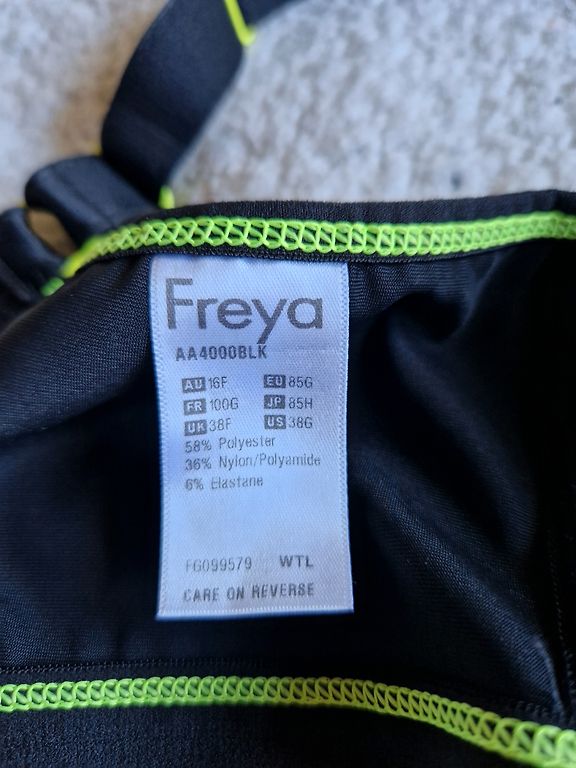 Freya
AA4000BLK
AU 16F EU 85G
FR 100G JP 85H
UK 38F US 38G
58% Polyester
36% Nylon/Polyamide
6% Elastane
FG099579 WTL
CARE ON REVERSE